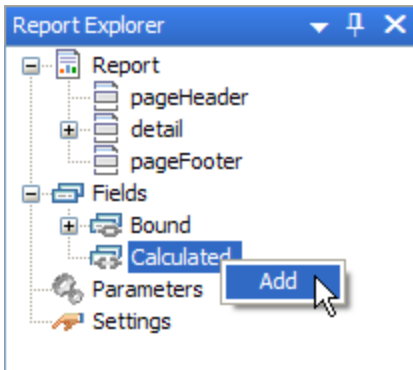 Report Explorer
Report
pageHeader
detail
pageFooter
Fields
Bound
Calculated
Add
Parameters
Settings